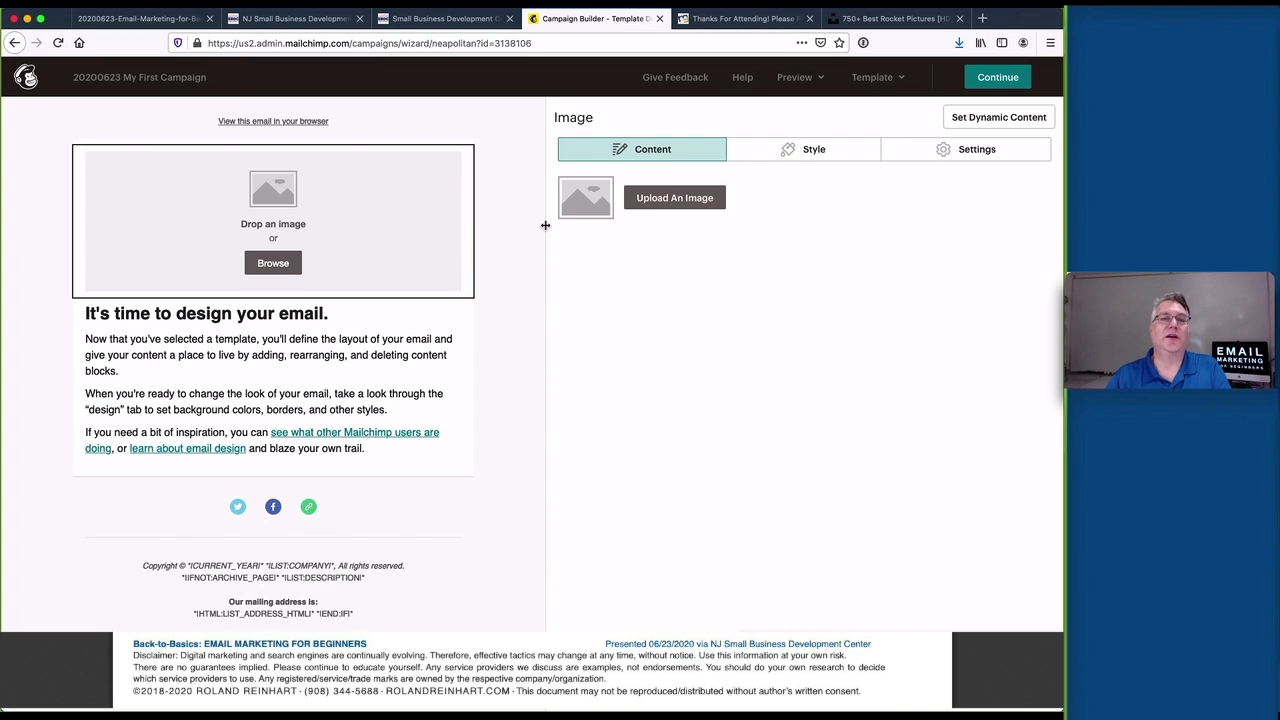 20200623-Email-Marketing-for-Be
NJ Small Business Developmen
Small Business Development C
Campaign Builder - Template D
Thanks For Attending! Please R
750+ Best Rocket Pictures [HD
https://us2.admin.mailchimp.com/campaigns/wizard/neapolitan?id=3138106
20200623 My First Campaign
Give Feedback
Help
Preview
Template
Continue
View this email in your browser
Image
Set Dynamic Content
Content
Style
Settings
Upload An Image
Drop an image
or
Browse
It's time to design your email.
Now that you've selected a template, you'll define the layout of your email and
give your content a place to live by adding, rearranging, and deleting content
blocks.
When you're ready to change the look of your email, take a look through the
“design” tab to set background colors, borders, and other styles.
If you need a bit of inspiration, you can see what other Mailchimp users are
doing, or learn about email design and blaze your own trail.
Copyright © *|CURRENT_YEAR|* *|LIST:COMPANY|*, All rights reserved.
*|IFNOT:ARCHIVE_PAGE|* *|LIST:DESCRIPTION|*
Our mailing address is:
*|HTML:LIST_ADDRESS_HTML|* *|END:IF|*
EMAIL
MARKETING
FOR BEGINNERS
Back-to-Basics: EMAIL MARKETING FOR BEGINNERS
Presented 06/23/2020 via NJ Small Business Development Center
Disclaimer: Digital marketing and search engines are continually evolving. Therefore, effective tactics may change at any time, without notice. Use this information at your own risk.
There are no guarantees implied. Please continue to educate yourself. Any service providers we discuss are examples, not endorsements. You should do your own research to decide
which service providers to use. Any registered/service/trade marks are owned by the respective company/organization.
©2018-2020 ROLAND REINHART · (908) 344-5688 · ROLANDREINHART.COM · This document may not be reproduced/distributed without author's written consent.